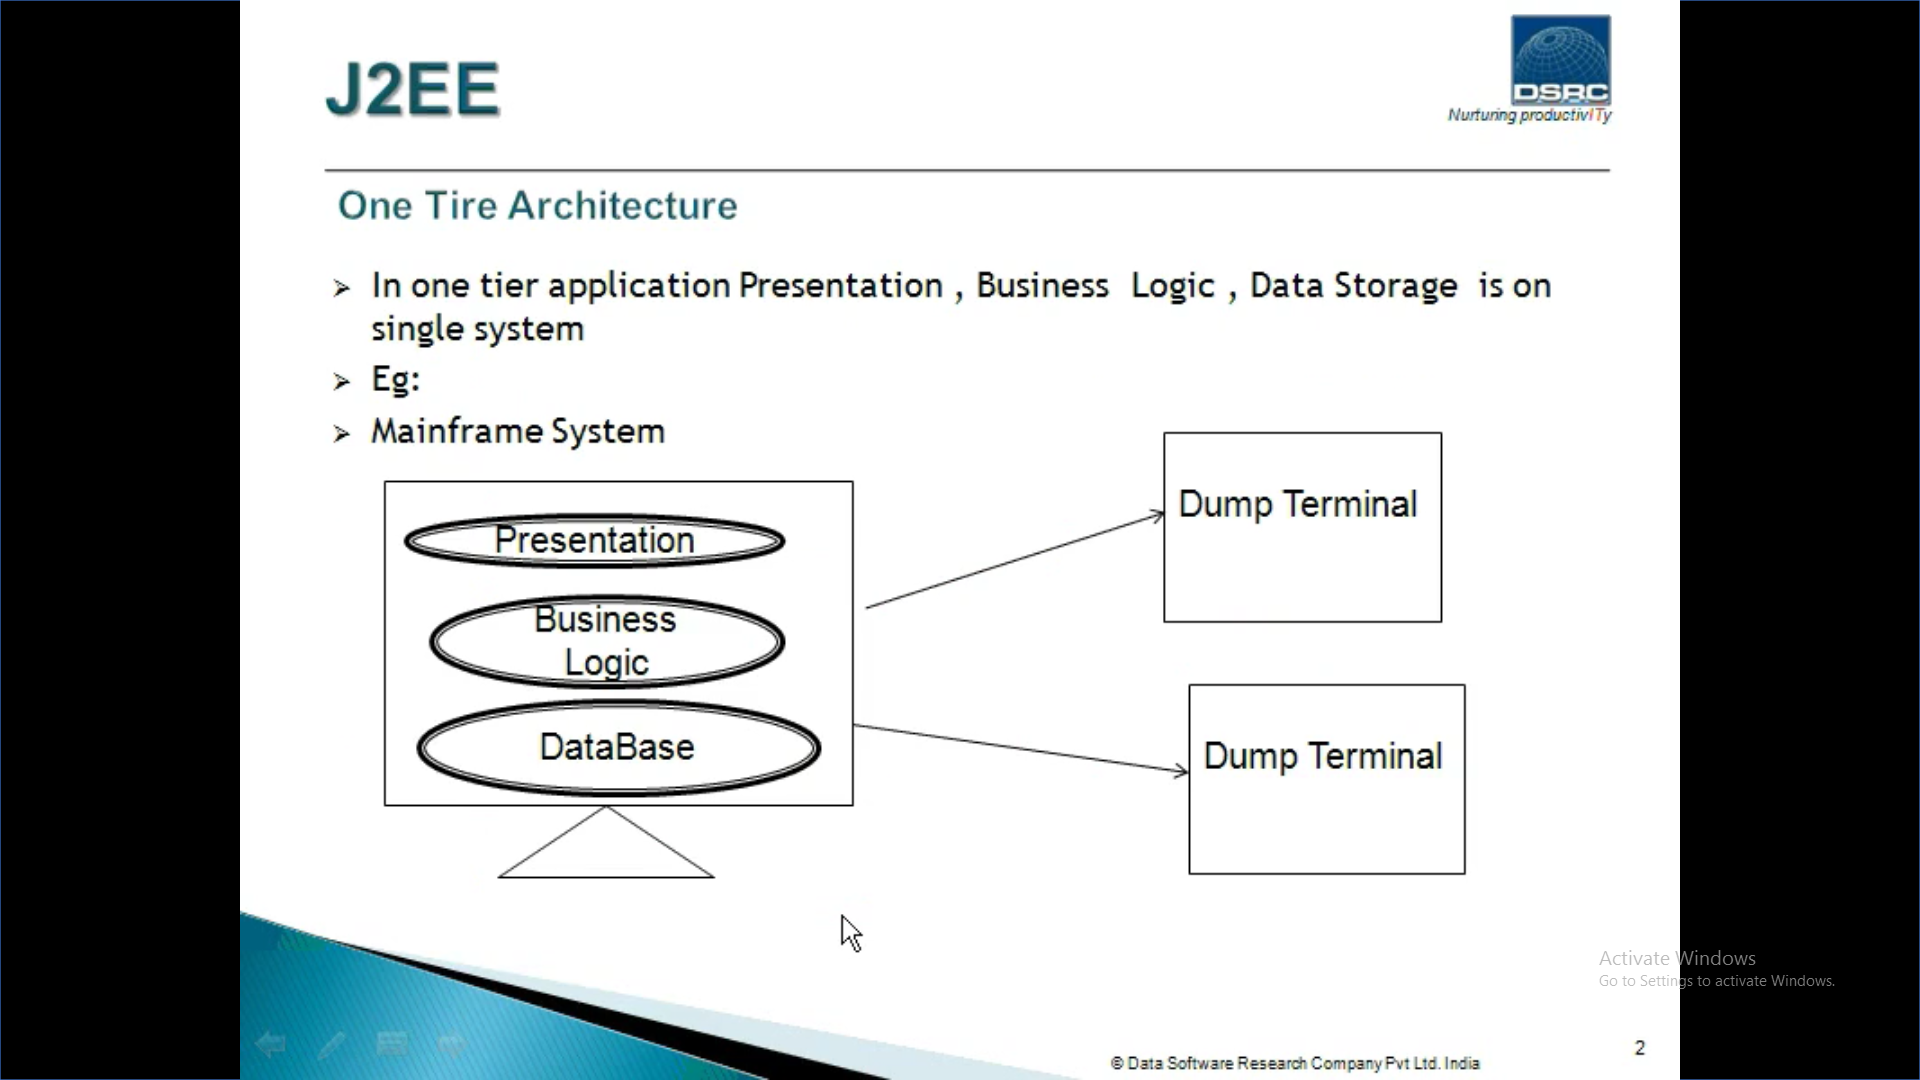 J2EE
DSRC
Nurturing productivITy
One Tire Architecture
➢ In one tier application Presentation , Business Logic , Data Storage is on
single system
➢ Eg:
➢ Mainframe System
Presentation
Business
Logic
DataBase
Dump Terminal
Dump Terminal
Activate Windows
Go to Settings to activate Windows.
2
© Data Software Research Company Pvt Ltd. India